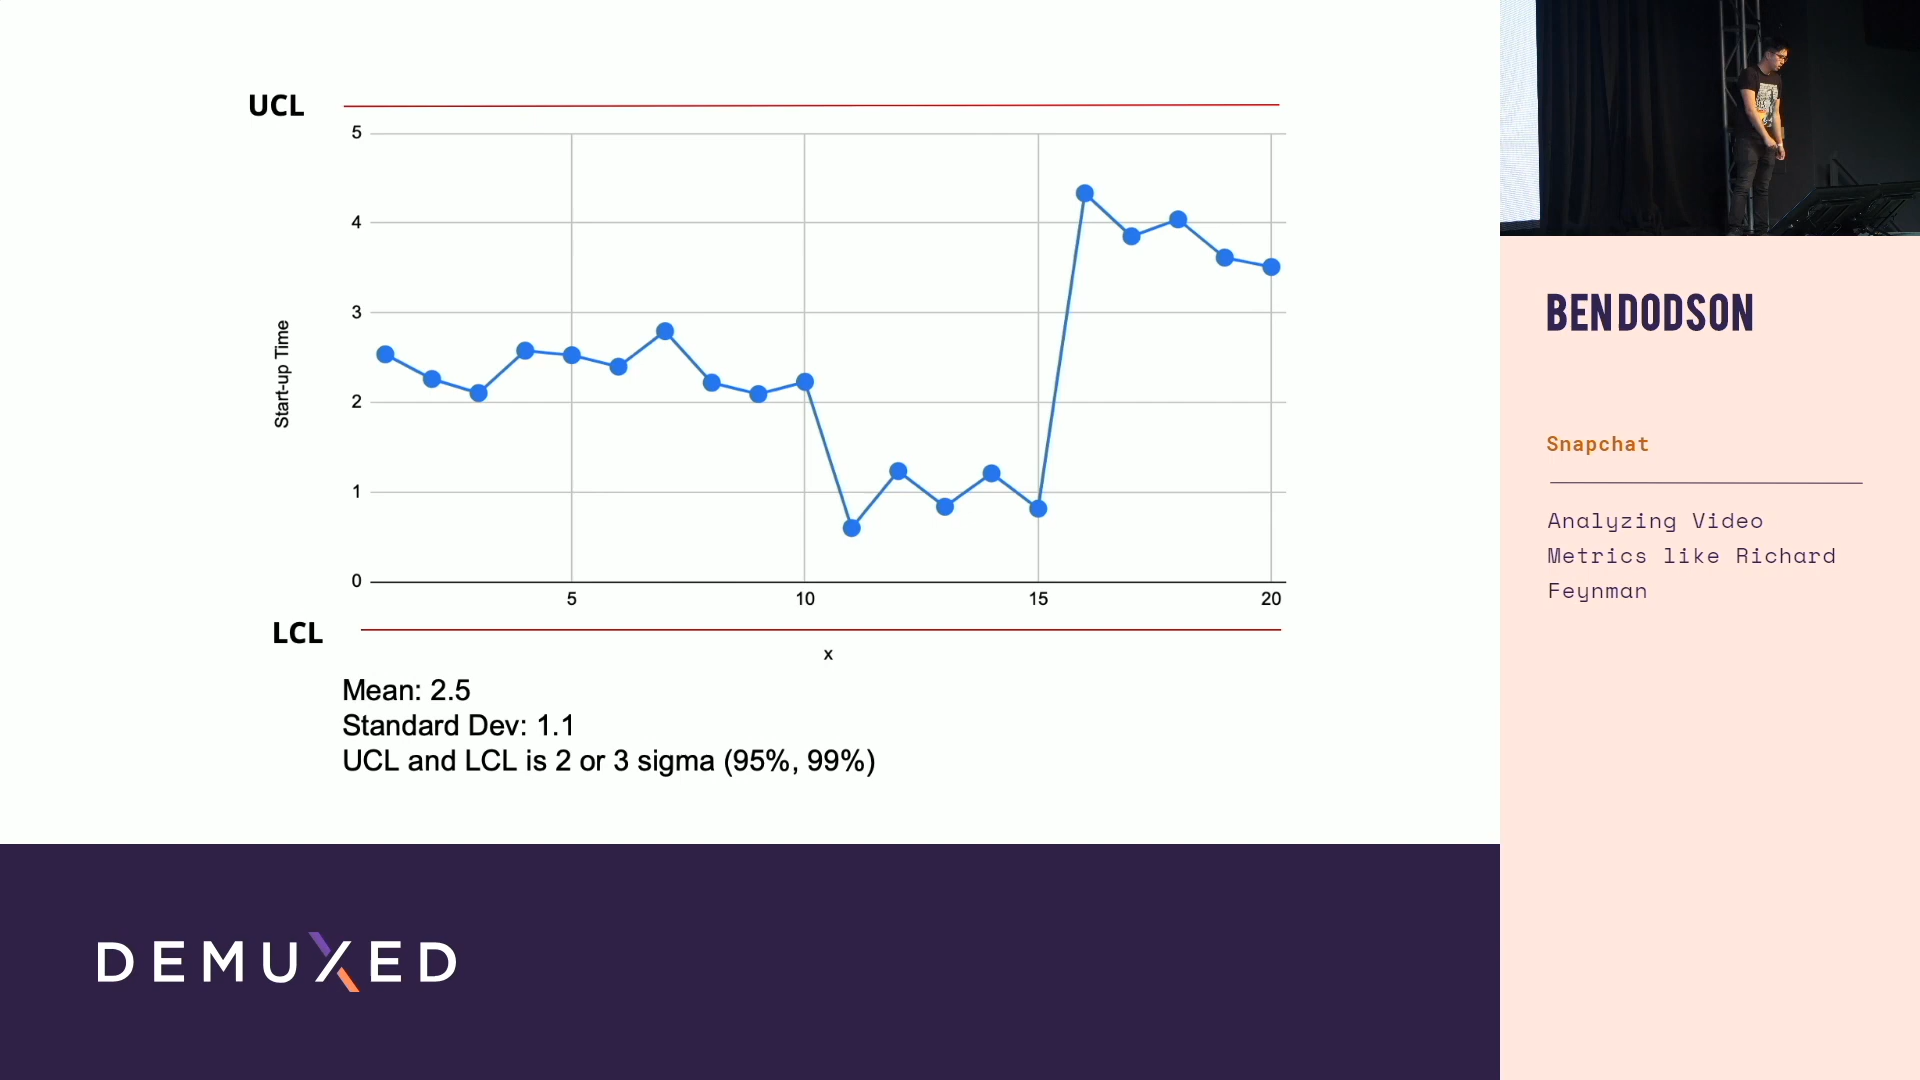 UCL
5
4
3
2
1
0
Start-up Time
5 10 15 20
LCL
x
Mean: 2.5
Standard Dev: 1.1
UCL and LCL is 2 or 3 sigma (95%, 99%)
DEMUXED
BEN DODSON
Snapchat
Analyzing Video
Metrics like Richard
Feynman